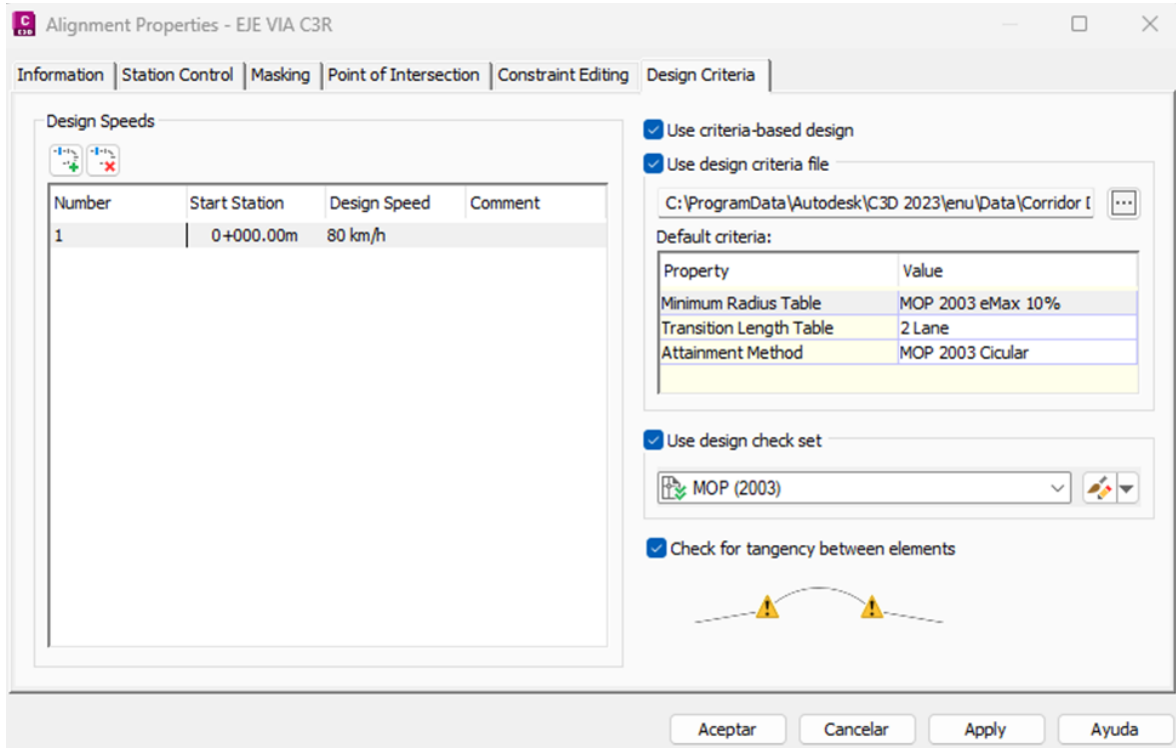 C
C3D
Alignment Properties - EJE VIA C3R
Information Station Control Masking Point of Intersection Constraint Editing Design Criteria
Design Speeds
Number Start Station Design Speed Comment
1 0+000.00m 80 km/h
Use criteria-based design
Use design criteria file
C:\ProgramData\Autodesk\C3D 2023\enu\Data\Corridor [
...
Default criteria:
Property Value
Minimum Radius Table MOP 2003 eMax 10%
Transition Length Table 2 Lane
Attainment Method MOP 2003 Cicular
Use design check set
MOP (2003)
Check for tangency between elements
Aceptar Cancelar Apply Ayuda